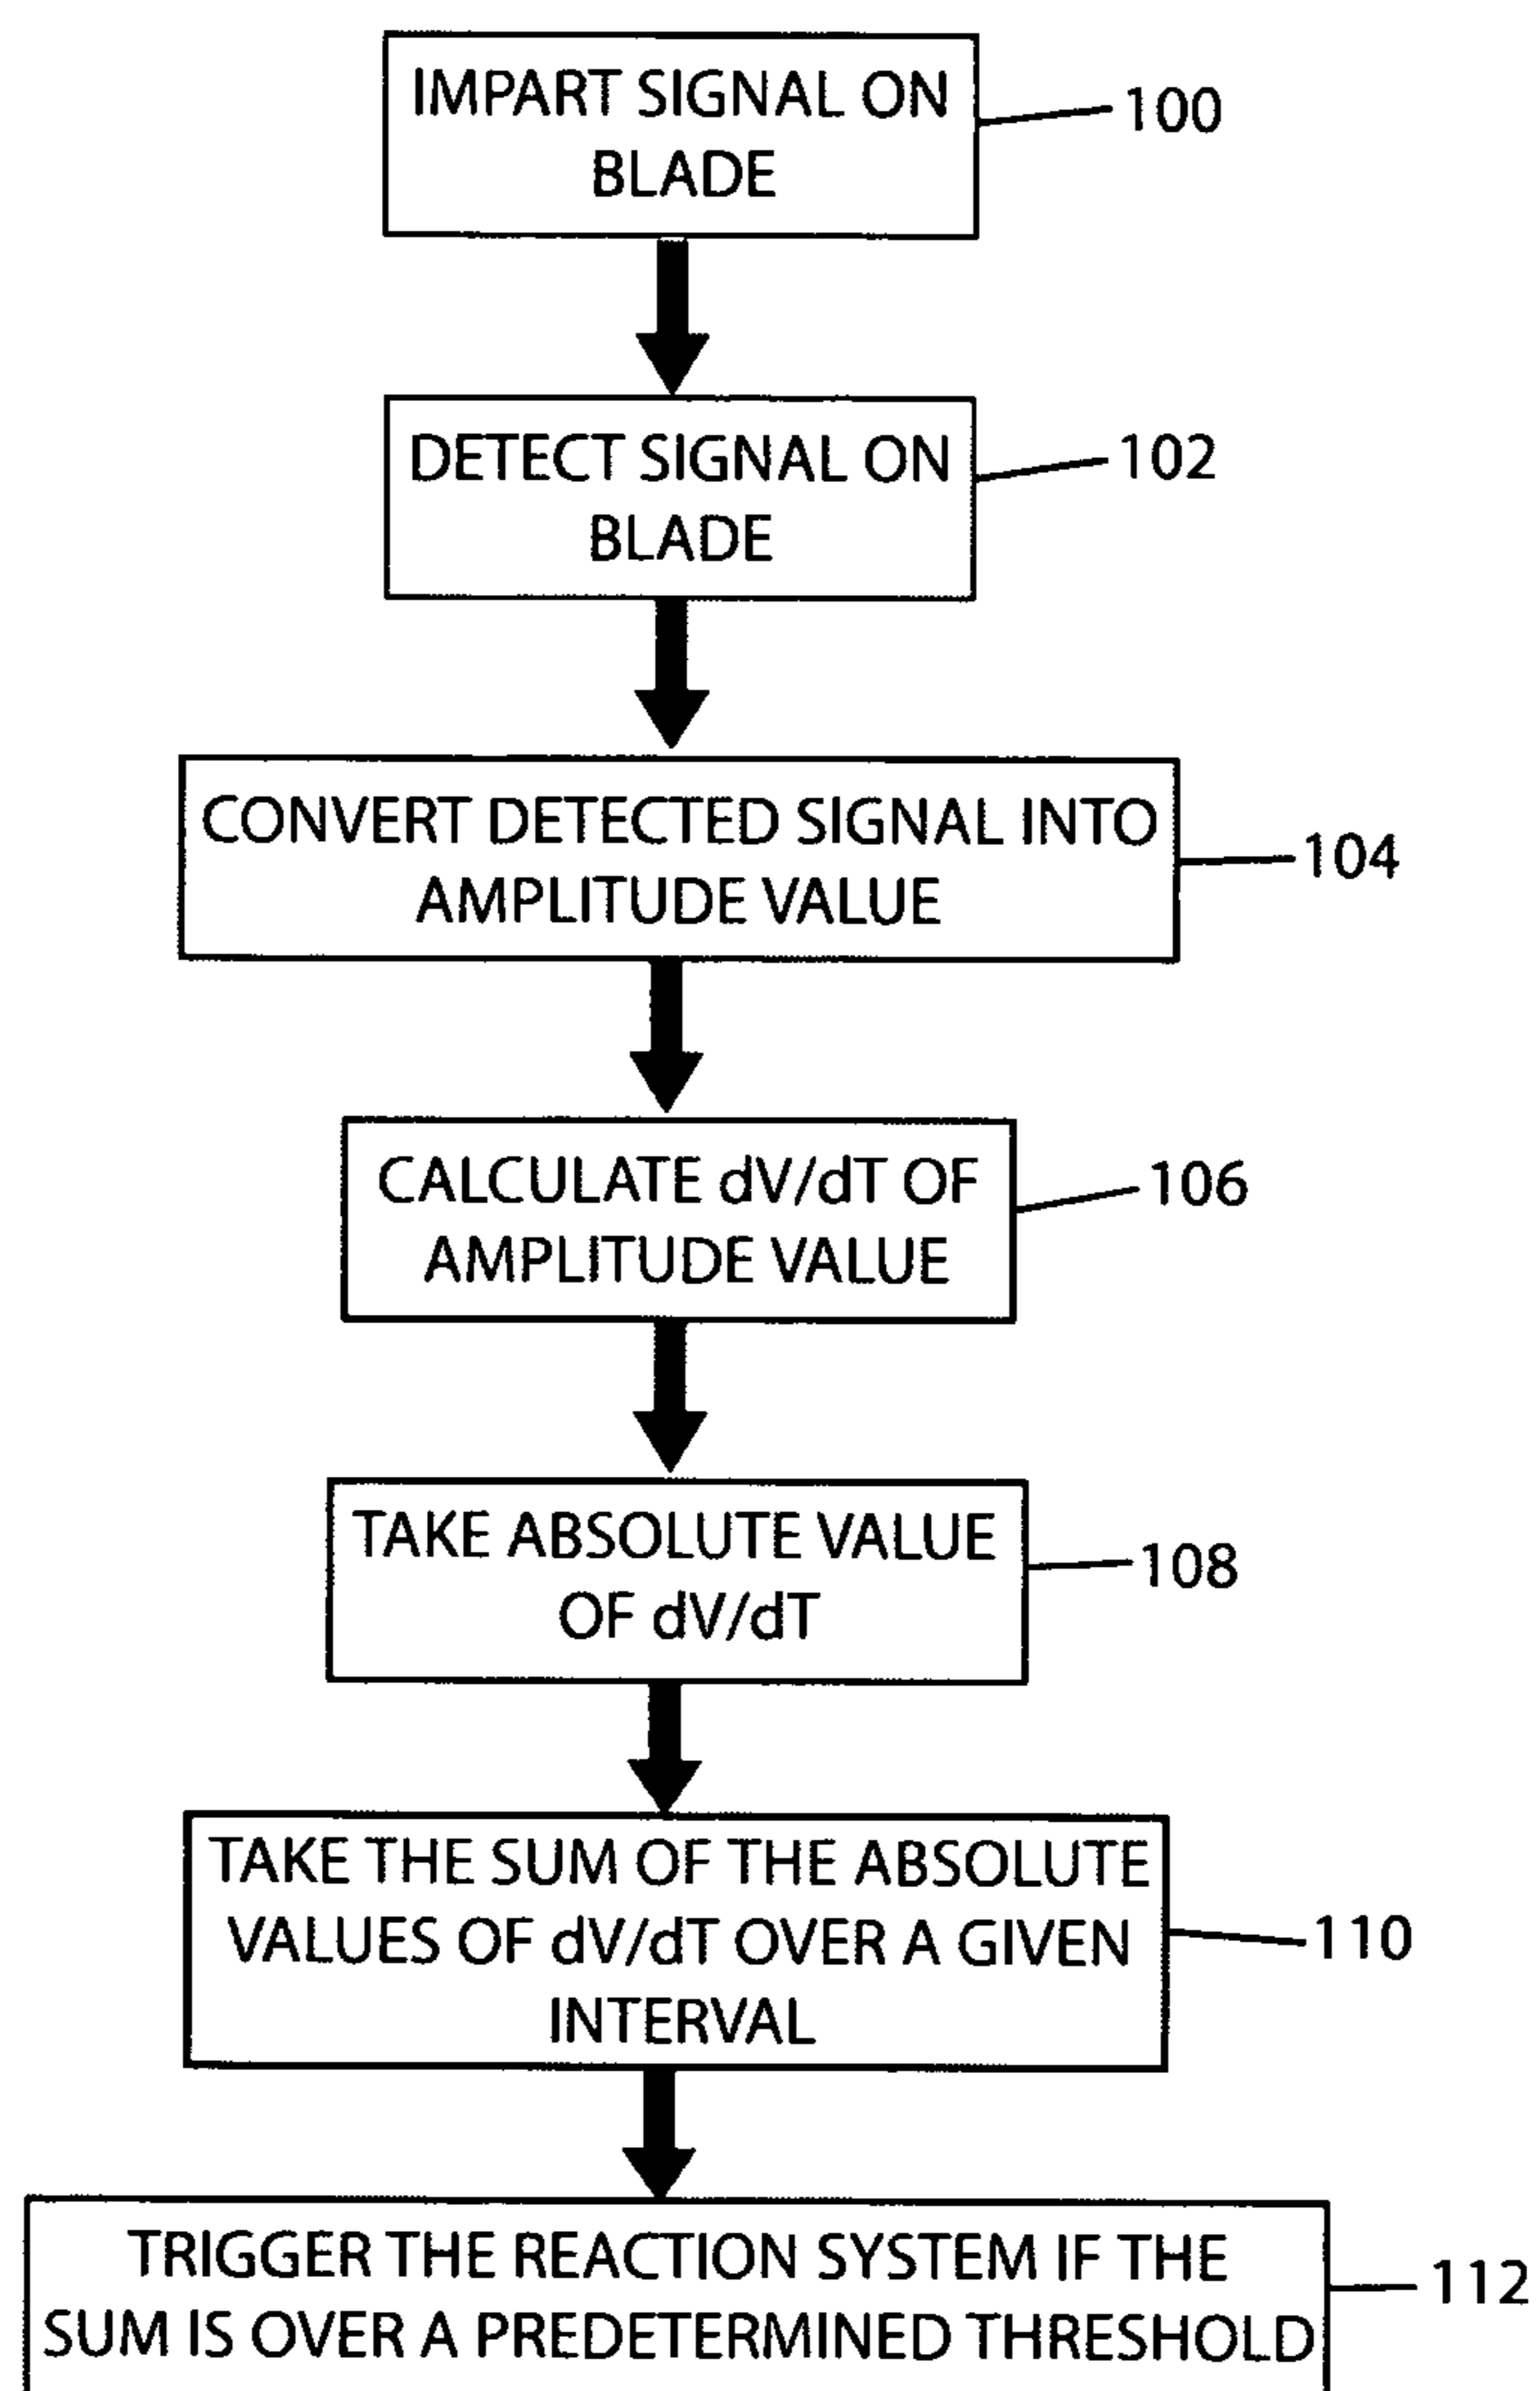 IMPART SIGNAL ON
BLADE
100
DETECT SIGNAL ON
BLADE
102
CONVERT DETECTED SIGNAL INTO
AMPLITUDE VALUE
104
CALCULATE dV/dT OF
AMPLITUDE VALUE
106
TAKE ABSOLUTE VALUE
OF dV/dT
108
TAKE THE SUM OF THE ABSOLUTE
VALUES OF dV/dT OVER A GIVEN
INTERVAL
110
TRIGGER THE REACTION SYSTEM IF THE
SUM IS OVER A PREDETERMINED THRESHOLD
112